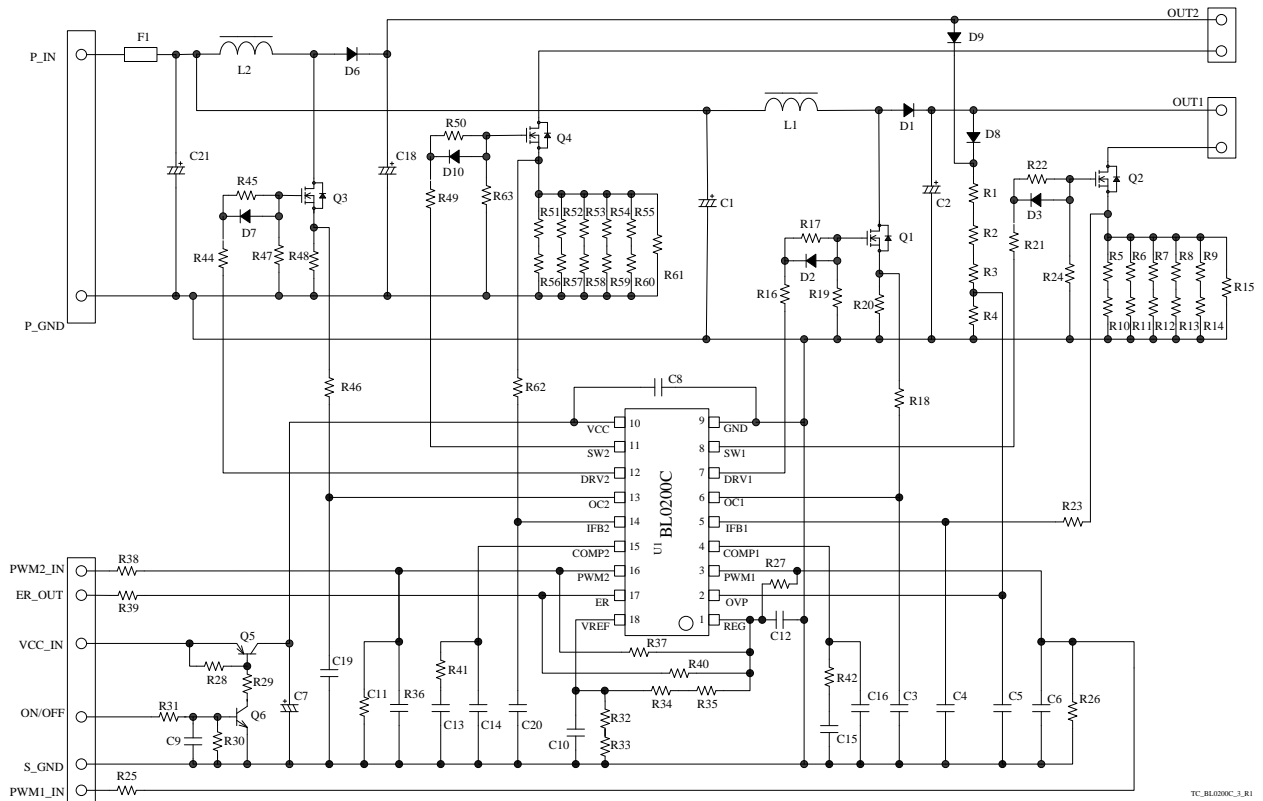 OUT2
F1
P_IN
L2
D6
D9
OUT1
L1
D1
D8
C21
R50
Q4
D10
C18
R45
Q3
R49
R63
D7
R44
R47
R48
R51
R52
R53
R54
R55
R56
R57
R58
R59
R60
R61
C1
R17
Q1
D2
R16
R19
R20
C2
R1
R2
R3
R4
R22
Q2
D3
R21
R24
R5
R6
R7
R8
R9
R10
R11
R12
R13
R14
R15
P_GND
R46
R62
C8
R18
10
VCC
9
GND
11
SW2
8
SW1
12
DRV2
7
DRV1
13
OC2
6
OC1
14
IFB2
5
IFB1
15
COMP2
4
COMP1
16
PWM2
3
PWM1
17
ER
2
OVP
18
VREF
1
REG
U1
BL0200C
R23
R27
C12
PWM2_IN
R38
ER_OUT
R39
VCC_IN
Q5
R28
R29
ON/OFF
R31
Q6
C9
R30
C7
S_GND
R25
PWM1_IN
C19
C11
R36
R41
C13
C14
C20
R37
R40
R34
R35
R32
R33
C10
R42
C15
C16
C3
C4
C5
C6
R26
TC_BL0200C_3_R1